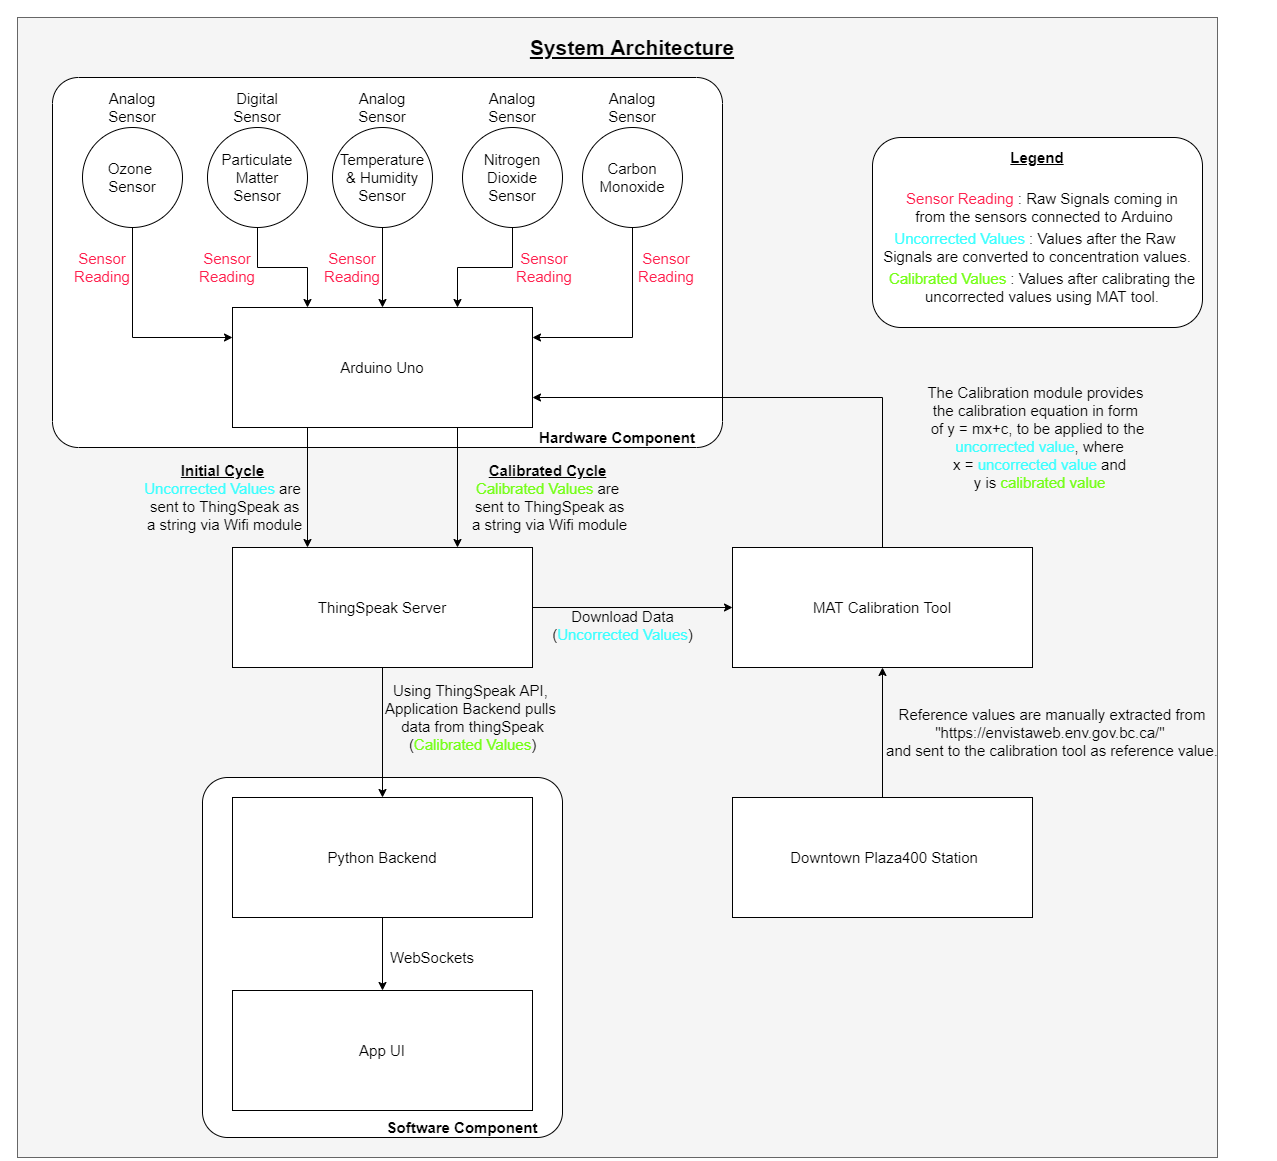 System Architecture
Analog
Sensor
Digital
Sensor
Analog
Sensor
Analog
Sensor
Analog
Sensor
Ozone
Sensor
Particulate
Matter
Sensor
Temperature
& Humidity
Sensor
Nitrogen
Dioxide
Sensor
Carbon
Monoxide
Legend
Sensor Reading : Raw Signals coming in
from the sensors connected to Arduino
Uncorrected Values : Values after the Raw
Signals are converted to concentration values.
Calibrated Values : Values after calibrating the
uncorrected values using MAT tool.
Sensor
Reading
Sensor
Reading
Sensor
Reading
Sensor
Reading
Sensor
Reading
Arduino Uno
Hardware Component
The Calibration module provides
the calibration equation in form
of y = mx+c, to be applied to the
uncorrected value, where
x = uncorrected value and
y is calibrated value
Initial Cycle
Uncorrected Values are
sent to ThingSpeak as
a string via Wifi module
Calibrated Cycle
Calibrated Values are
sent to ThingSpeak as
a string via Wifi module
ThingSpeak Server
Download Data
(Uncorrected Values)
MAT Calibration Tool
Using ThingSpeak API,
Application Backend pulls
data from thingSpeak
(Calibrated Values)
Reference values are manually extracted from
"https://envistaweb.env.gov.bc.ca/"
and sent to the calibration tool as reference value.
Python Backend
Downtown Plaza400 Station
WebSockets
App UI
Software Component